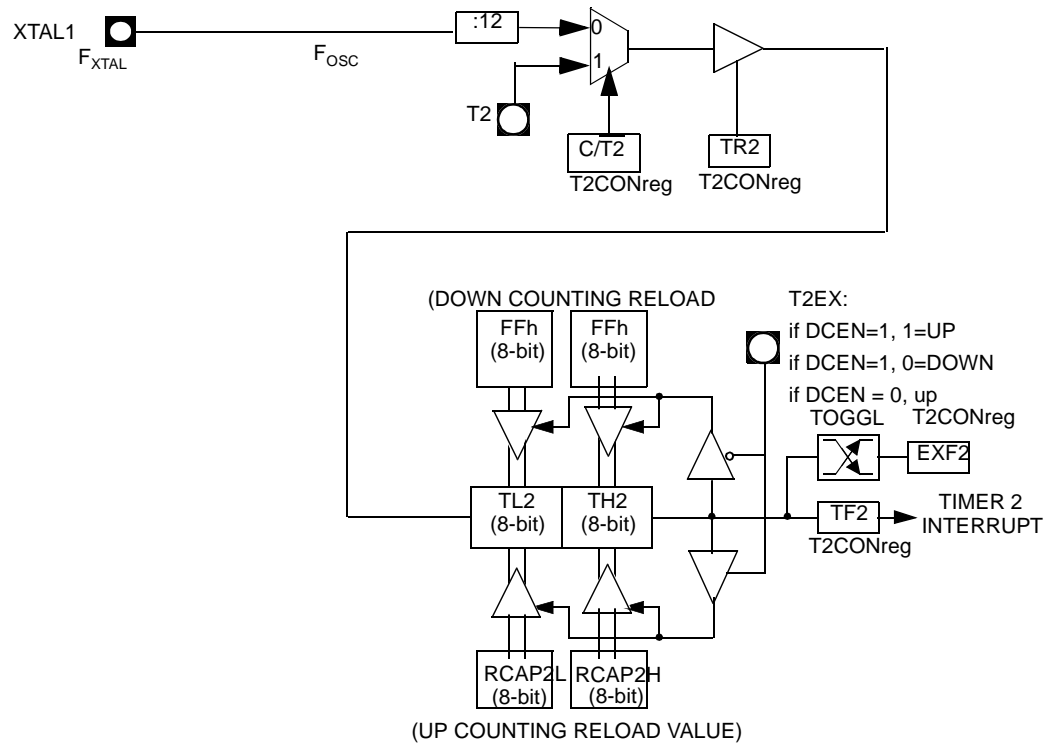 XTAL1
FXTAL
FOSC
:12
0
1
T2
C/T2
T2CONreg
TR2
T2CONreg
(DOWN COUNTING RELOAD
FFh
(8-bit)
FFh
(8-bit)
T2EX:
if DCEN=1, 1=UP
if DCEN=1, 0=DOWN
if DCEN = 0, up
TOGGL
T2CONreg
EXF2
TL2
(8-bit)
TH2
(8-bit)
TF2
T2CONreg
TIMER 2
INTERRUPT
RCAP2L
(8-bit)
RCAP2H
(8-bit)
(UP COUNTING RELOAD VALUE)